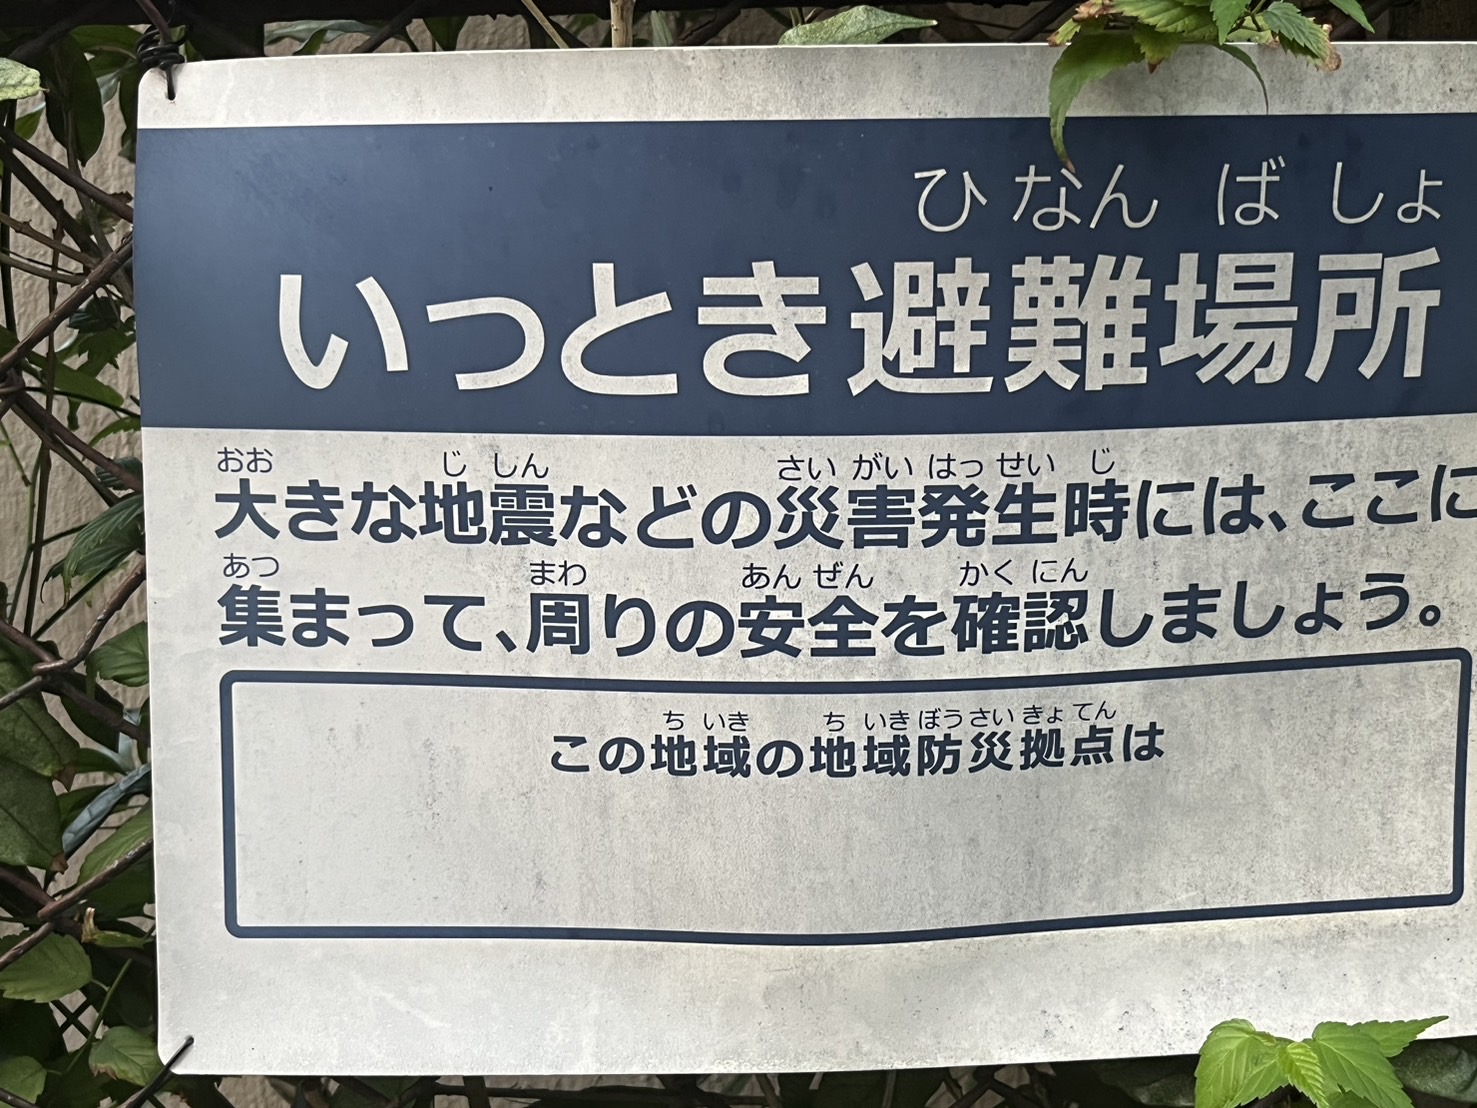 ひなんばしょ
いっとき避難場所
おおじしんさいがいはっせいじ
大きな地震などの災害発生時には、ここに
あつまわあんぜんかくにん
集まって、周りの安全を確認しましょう。
ちいきちいきぼうさいきょてん
この地域の地域防災拠点は